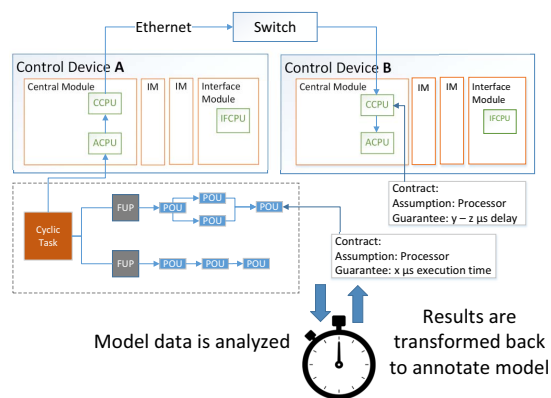 Ethernet
Switch
Control Device A
Central Module
IM
IM
Interface
Module
CCPU
IFCPU
ACPU
Control Device B
Central Module
IM
IM
Interface
Module
CCPU
IFCPU
ACPU
Contract:
Assumption: Processor
Guarantee: y – z µs delay
Cyclic
Task
FUP
POU
POU
POU
POU
FUP
POU
POU
POU
Contract:
Assumption: Processor
Guarantee: x µs execution time
Model data is analyzed
Results are
transformed back
to annotate model